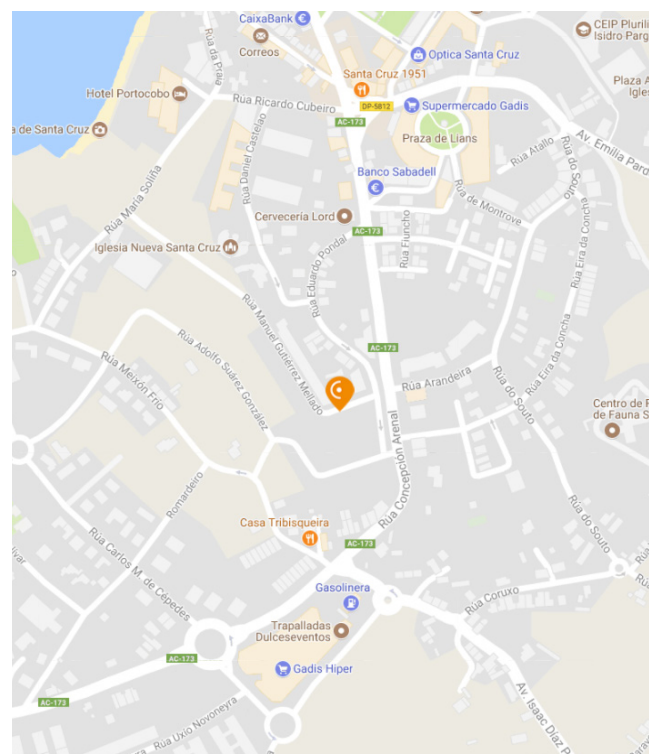 CaixaBank
CEIP Pluril
Isidro Parg
Correos
Rúa da Praia
Optica Santa Cruz
Santa Cruz 1951
Plaza A
Igles
Hotel Portocobo
Rúa Ricardo Cubeiro
DP-5812
Supermercado Gadis
AC-173
a de Santa Cruz
Praza de Lians
Av. Emilia Pard
Rúa Atallo
Rúa do Souto
Rúa Daniel Castelao
Banco Sabadell
Rúa María Soliña
Rúa de Montrove
Cervecería Lord
AC-173
Rúa Fluncho
Rúa Eira da Concha
Iglesia Nueva Santa Cruz
Rúa Eduardo Pondal
Rúa Manuel Gutiérrez Mellado
Rúa Adolfo Suárez González
AC-173
Rúa Eira da Concha
Rúa Meixón Frío
Rúa Arandeira
Rúa do Souto
Centro de F
de Fauna S
Rúa Concepción Arenal
Romardeiro
Casa Tribisqueira
Rúa do Souto
Rúa Carlos M. de Cépedes
AC-173
Gasolinera
Rúa Coruxo
Trapalladas
Dulceseventos
AC-173
Gadis Hiper
AC-173
Av. Isaac Díaz P
Rúa Uxío Novoneyra